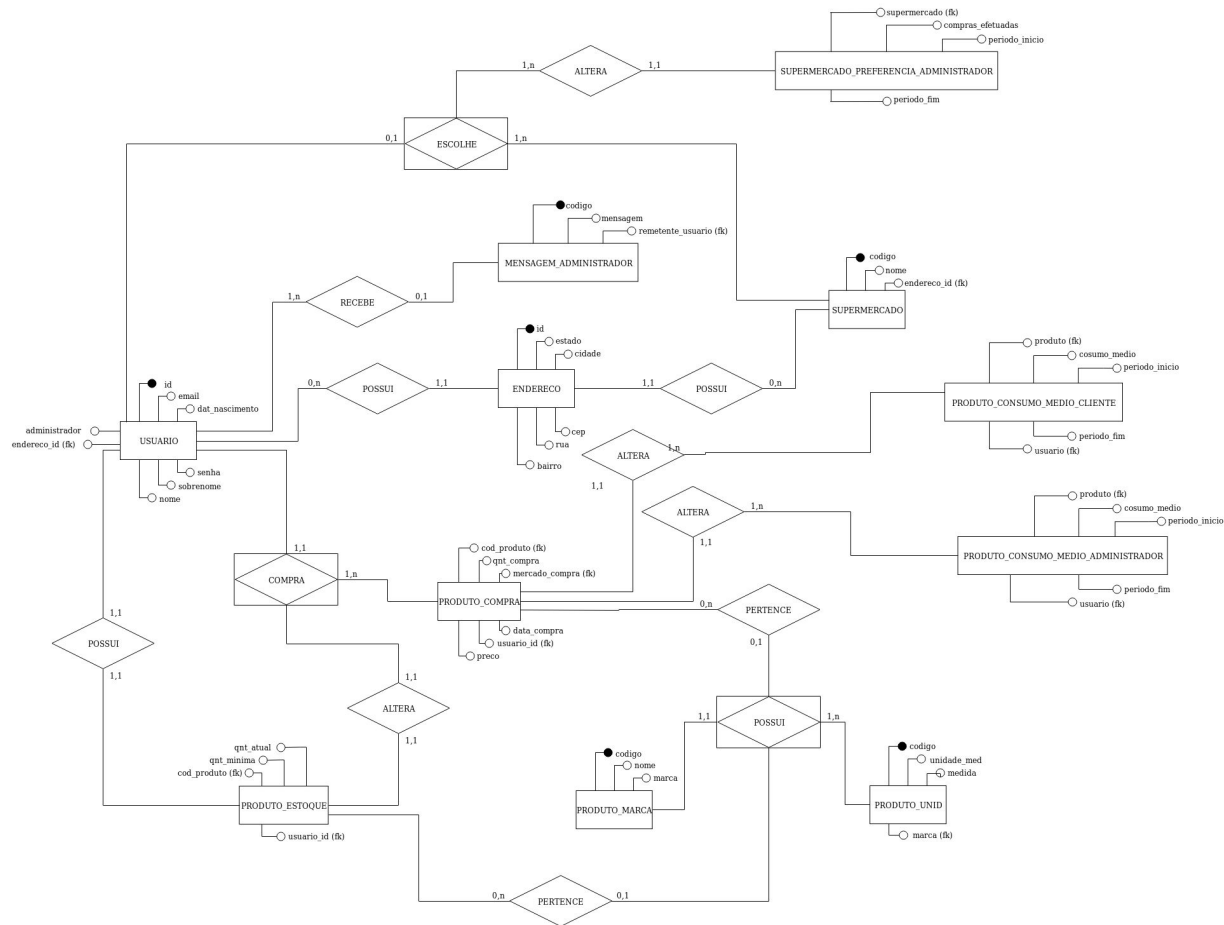 supermercado (fk)
compras_efetuadas
periodo_inicio
1,n
ALTERA
1,1
SUPERMERCADO_PREFERENCIA_ADMINISTRADOR
periodo_fim
0,1
ESCOLHE
1,n
codigo
mensagem
remetente_usuario (fk)
MENSAGEM_ADMINISTRADOR
codigo
nome
endereco_id (fk)
SUPERMERCADO
1,n
RECEBE
0,1
id
estado
cidade
produto (fk)
cosumo_medio
periodo_inicio
0,n
POSSUI
1,1
ENDERECO
1,1
POSSUI
0,n
PRODUTO_CONSUMO_MEDIO_CLIENTE
id
email
dat_nascimento
administrador
endereco_id (fk)
USUARIO
cep
rua
bairro
periodo_fim
usuario (fk)
ALTERA
1,n
1,1
senha
sobrenome
nome
produto (fk)
cosumo_medio
periodo_inicio
ALTERA
1,n
1,1
PRODUTO_CONSUMO_MEDIO_ADMINISTRADOR
periodo_fim
usuario (fk)
1,1
COMPRA
1,n
cod_produto (fk)
qnt_compra
mercado_compra (fk)
PRODUTO_COMPRA
0,n
PERTENCE
0,1
data_compra
usuario_id (fk)
preco
1,1
POSSUI
1,1
1,1
ALTERA
1,1
1,1
POSSUI
1,n
qnt_atual
qnt_minima
cod_produto (fk)
PRODUTO_ESTOQUE
usuario_id (fk)
codigo
nome
marca
PRODUTO_MARCA
codigo
unidade_med
medida
PRODUTO_UNID
marca (fk)
0,n
PERTENCE
0,1